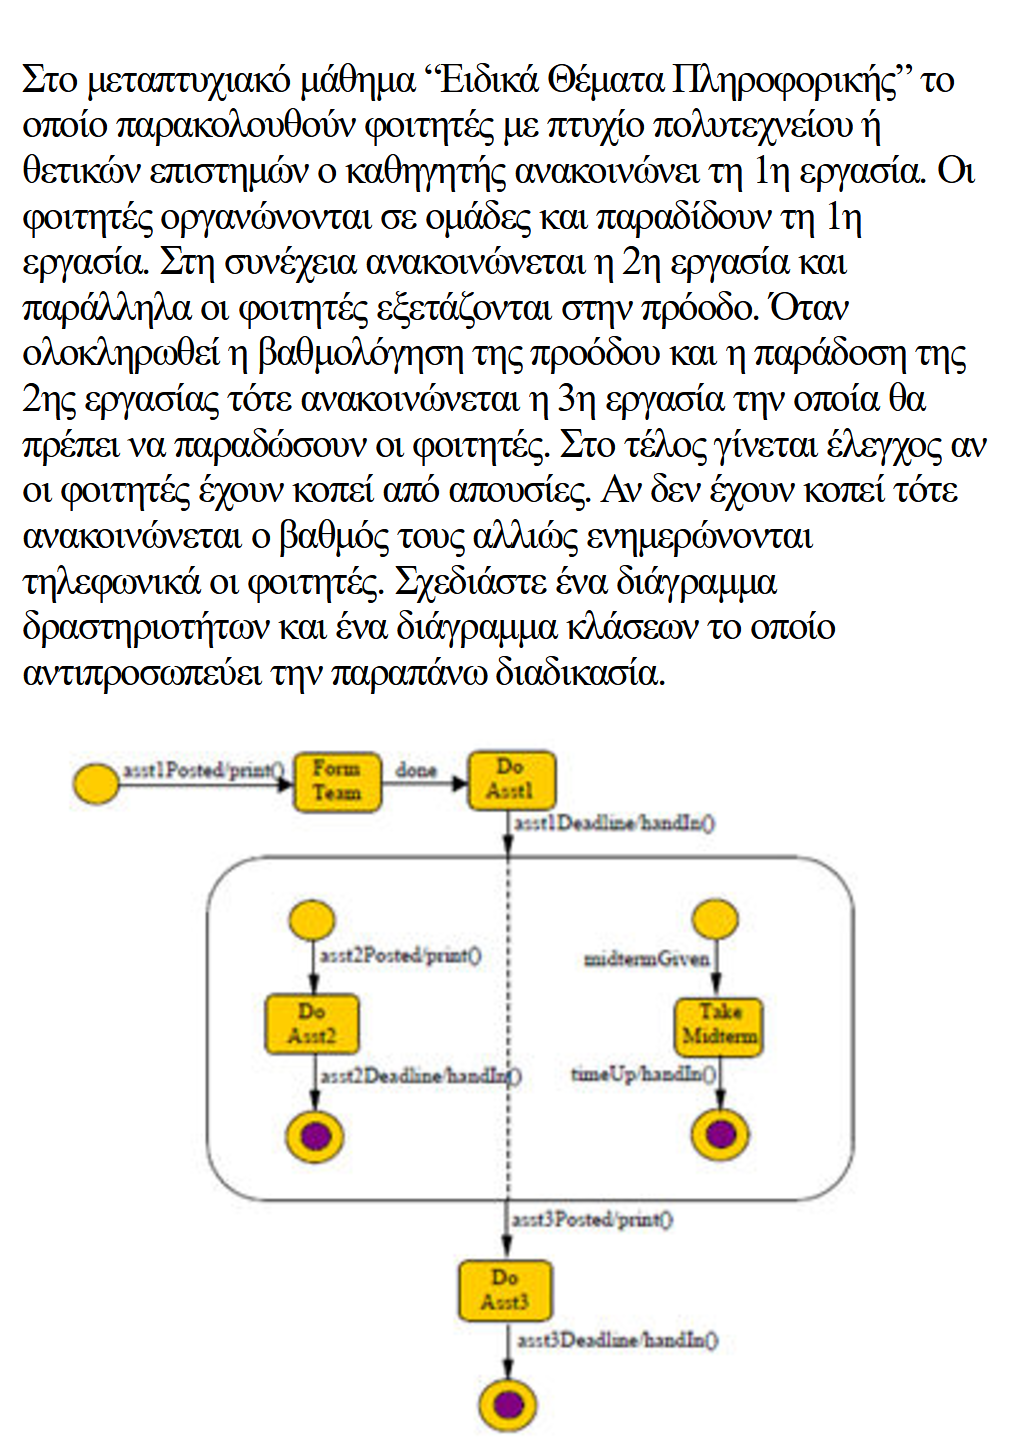 Στο μεταπτυχιακό μάθημα “Ειδικά Θέματα Πληροφορικής” το
οποίο παρακολουθούν φοιτητές με πτυχίο πολυτεχνείου ή
θετικών επιστημών ο καθηγητής ανακοινώνει τη 1η εργασία. Οι
φοιτητές οργανώνονται σε ομάδες και παραδίδουν τη 1η
εργασία. Στη συνέχεια ανακοινώνεται η 2η εργασία και
παράλληλα οι φοιτητές εξετάζονται στην πρόοδο. Όταν
ολοκληρωθεί η βαθμολόγηση της προόδου και η παράδοση της
2ης εργασίας τότε ανακοινώνεται η 3η εργασία την οποία θα
πρέπει να παραδώσουν οι φοιτητές. Στο τέλος γίνεται έλεγχος αν
οι φοιτητές έχουν κοπεί από απουσίες. Αν δεν έχουν κοπεί τότε
ανακοινώνεται ο βαθμός τους αλλιώς ενημερώνονται
τηλεφωνικά οι φοιτητές. Σχεδιάστε ένα διάγραμμα
δραστηριοτήτων και ένα διάγραμμα κλάσεων το οποίο
αντιπροσωπεύει την παραπάνω διαδικασία.
asst1Posted/print()
Form
Team
done
Do
Asst1
asst1Deadline/handIn()
asst2Posted/print()
midtermGiven
Do
Asst2
Take
Midterm
asst2Deadline/handIn()
timeUp/handIn()
asst3Posted/print()
Do
Asst3
asst3Deadline/handIn()